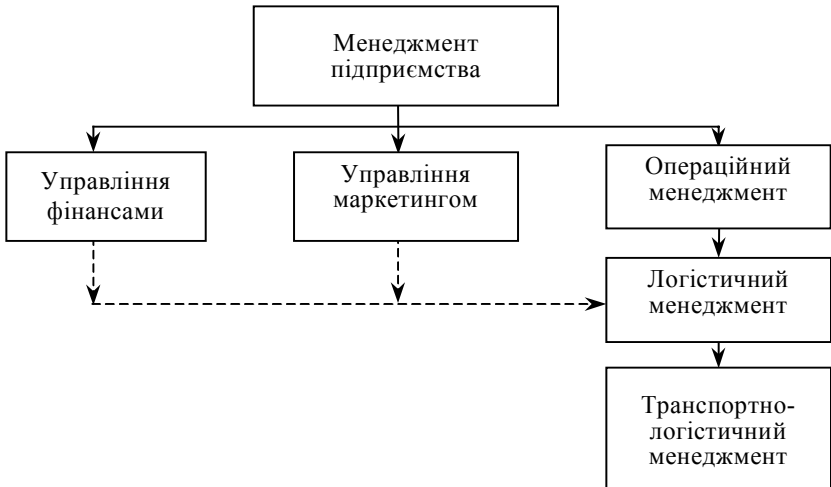 Менеджмент
підприємства
Управління
фінансами
Управління
маркетингом
Операційний
менеджмент
Логістичний
менеджмент
Транспортно-
логістичний
менеджмент